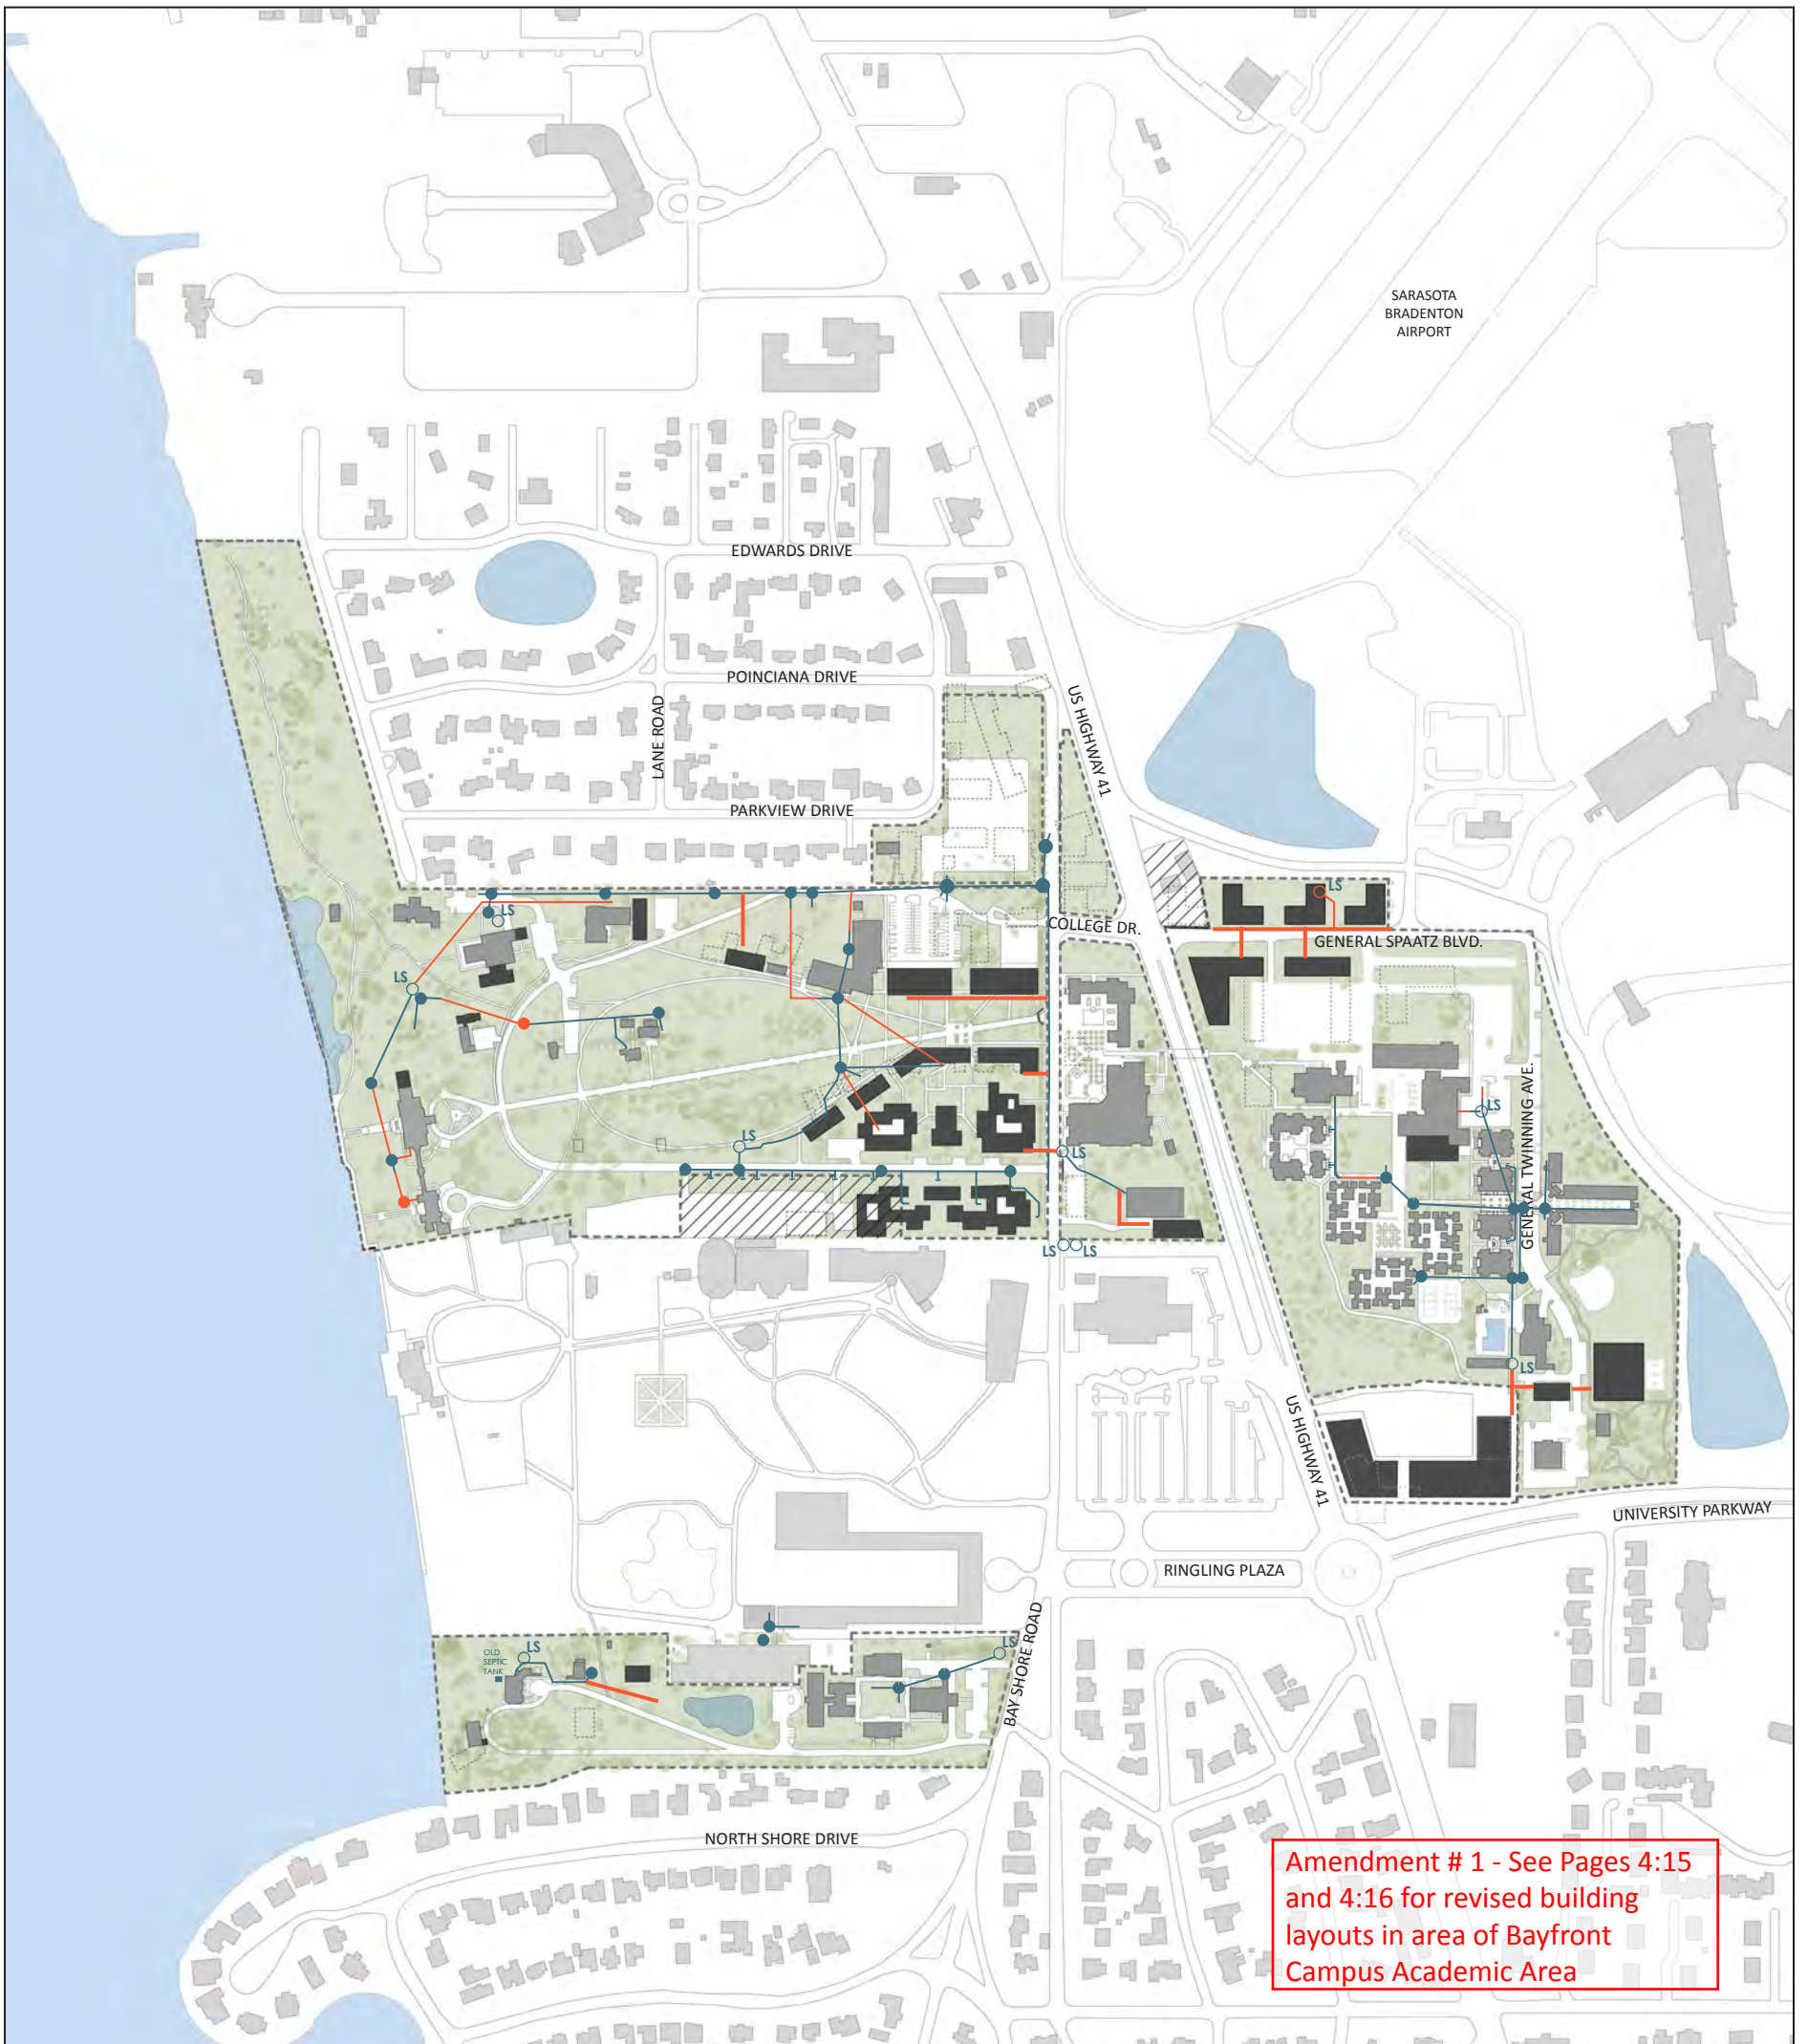 SARASOTA
BRADENTON
AIRPORT
EDWARDS DRIVE
POINCIANA DRIVE
US HIGHWAY 41
LANE ROAD
PARKVIEW DRIVE
LS
LS
COLLEGE DR.
GENERAL SPAATZ BLVD.
LS
LS
GENERAL TWINNING AVE.
LS
LS
LS
LS
LS
US HIGHWAY 41
UNIVERSITY PARKWAY
RINGLING PLAZA
BAY SHORE ROAD
OLD
SEPTIC
TANK
LS
LS
NORTH SHORE DRIVE
Amendment # 1 - See Pages 4:15
and 4:16 for revised building
layouts in area of Bayfront
Campus Academic Area